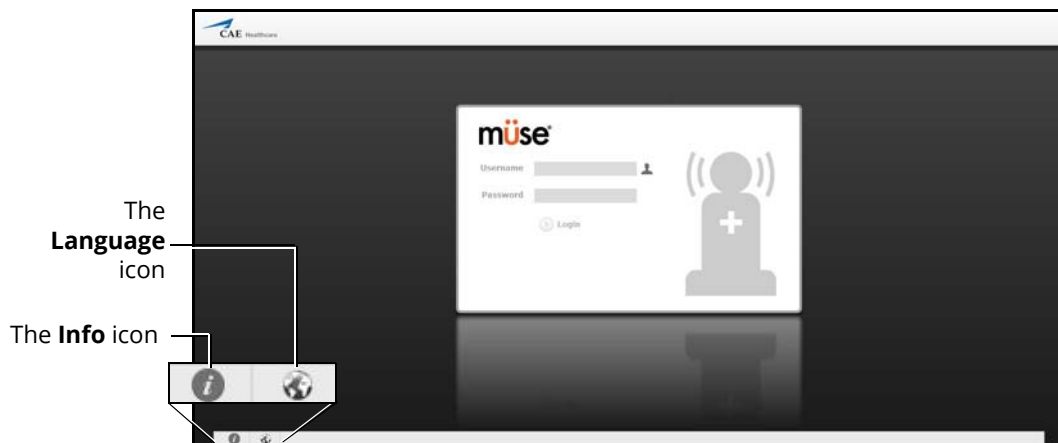 CAE Healthcare
müse®
Username
Password
Login
The
Language
icon
The Info icon